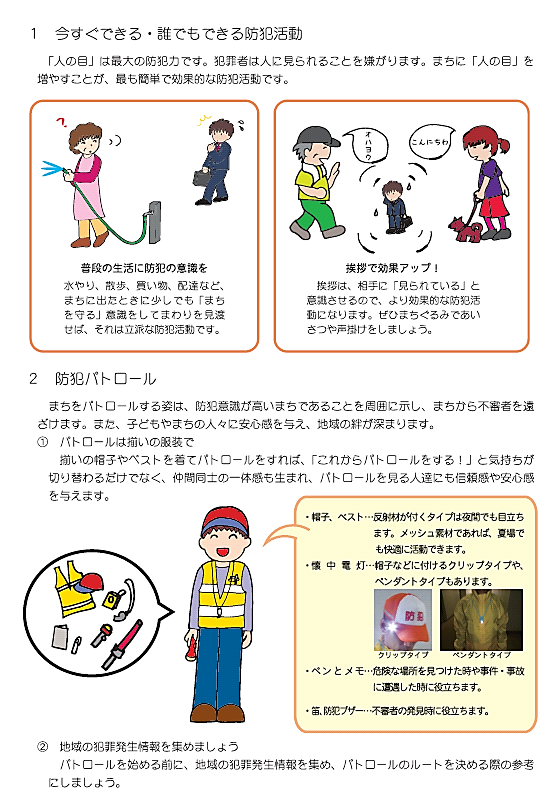 1　今すぐできる・誰でもできる防犯活動
「人の目」は最大の防犯力です。犯罪者は人に見られることを嫌がります。まちに「人の目」を
増やすことが、最も簡単で効果的な防犯活動です。
オハヨウ
こんにちわ
普段の生活に防犯の意識を
水やり、散歩、買い物、配達など、
まちに出たときに少しでも「まち
を守る」意識をしてまわりを見渡
せば、それは立派な防犯活動です。
挨拶で効果アップ！
挨拶は、相手に「見られている」と
意識させるので、より効果的な防犯活
動になります。ぜひまちぐるみであい
さつや声掛けをしましょう。
2　防犯パトロール
まちをパトロールする姿は、防犯意識が高いまちであることを周囲に示し、まちから不審者を遠
ざけます。また、子どもやまちの人々に安心感を与え、地域の絆が深まります。
①　パトロールは揃いの服装で
揃いの帽子やベストを着てパトロールをすれば、「これからパトロールをする！」と気持ちが
切り替わるだけでなく、仲間同士の一体感も生まれ、パトロールを見る人達にも信頼感や安心感
を与えます。
・帽子、ベスト…反射材が付くタイプは夜間でも目立ち
ます。メッシュ素材であれば、夏場で
も快適に活動できます。
・懐中電灯…帽子などに付けるクリップタイプや、
ペンダントタイプもあります。
防犯
クリップタイプ
ペンダントタイプ
・ペンとメモ…危険な場所を見つけた時や事件・事故
に遭遇した時に役立ちます。
・笛、防犯ブザー…不審者の発見時に役立ちます。
②　地域の犯罪発生情報を集めましょう
パトロールを始める前に、地域の犯罪発生情報を集め、パトロールのルートを決める際の参考
にしましょう。